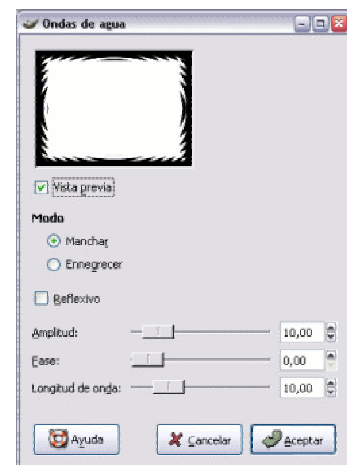 Ondas de agua
Vista previa
Modo
Manchar
Ennegrecer
Reflexivo
Amplitud: 10,00
Fase: 0,00
Longitud de onda: 10,00
Ayuda Cancelar Aceptar